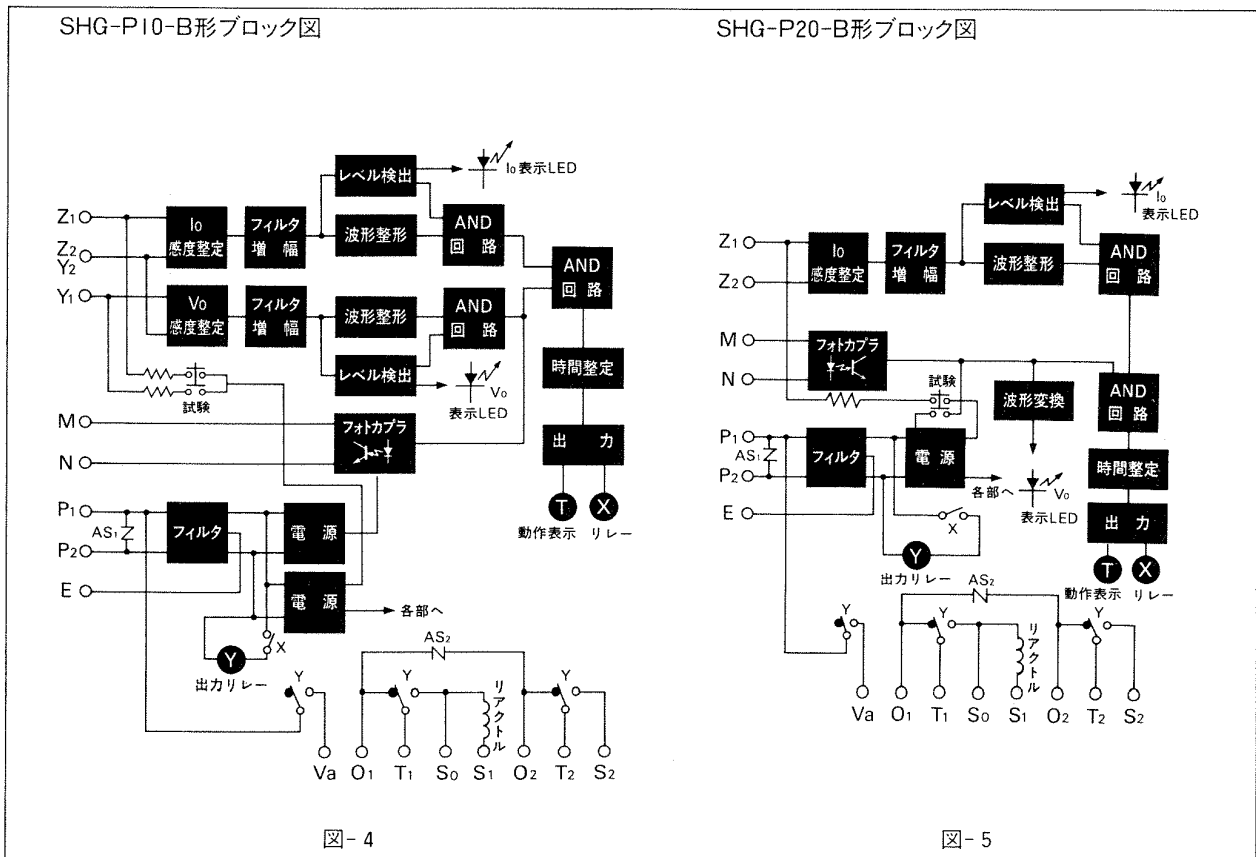 SHG-P10-B形ブロック図
レベル検出
I₀表示LED
Z₁
Z₂
Y₂
Y₁
I₀
感度整定
フィルタ
増幅
波形整形
AND
回路
AND
回路
V₀
感度整定
フィルタ
増幅
波形整形
AND
回路
レベル検出
V₀
表示LED
試験
時間整定
M
N
フォトカプラ
出力
T
X
動作表示
リレー
P₁
AS₁
P₂
E
フィルタ
電源
電源
各部へ
X
Y
出力リレー
Y
AS₂
Y
リアクトル
Y
Va
O₁
T₁
S₀
S₁
O₂
T₂
S₂
図-4
SHG-P20-B形ブロック図
レベル検出
I₀
表示LED
Z₁
Z₂
I₀
感度整定
フィルタ
増幅
波形整形
AND
回路
M
N
フォトカプラ
試験
波形変換
AND
回路
P₁
AS₁
P₂
E
フィルタ
電源
各部へ
V₀
表示LED
時間整定
出力
X
Y
出力リレー
T
X
動作表示
リレー
Y
AS₂
Y
リアクトル
Y
Va
O₁
T₁
S₀
S₁
O₂
T₂
S₂
図-5